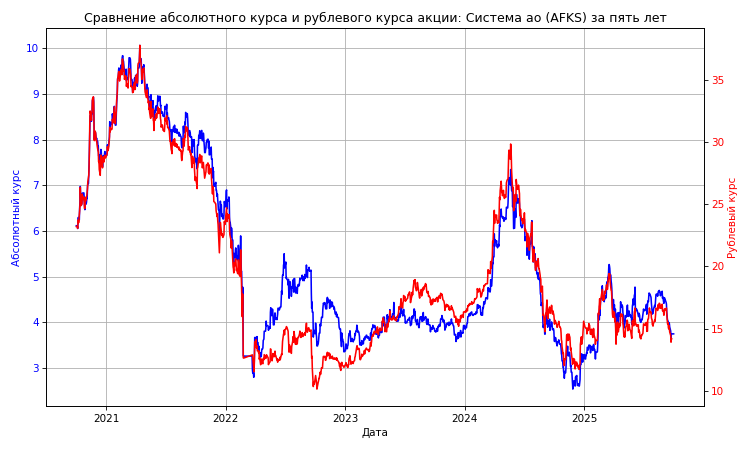 Сравнение абсолютного курса и рублевого курса акции: Система ао (AFKS) за пять лет
10
9
8
7
6
5
4
3
Абсолютный курс
35
30
25
20
15
10
Рублевый курс
2021 2022 2023 2024 2025
Дата